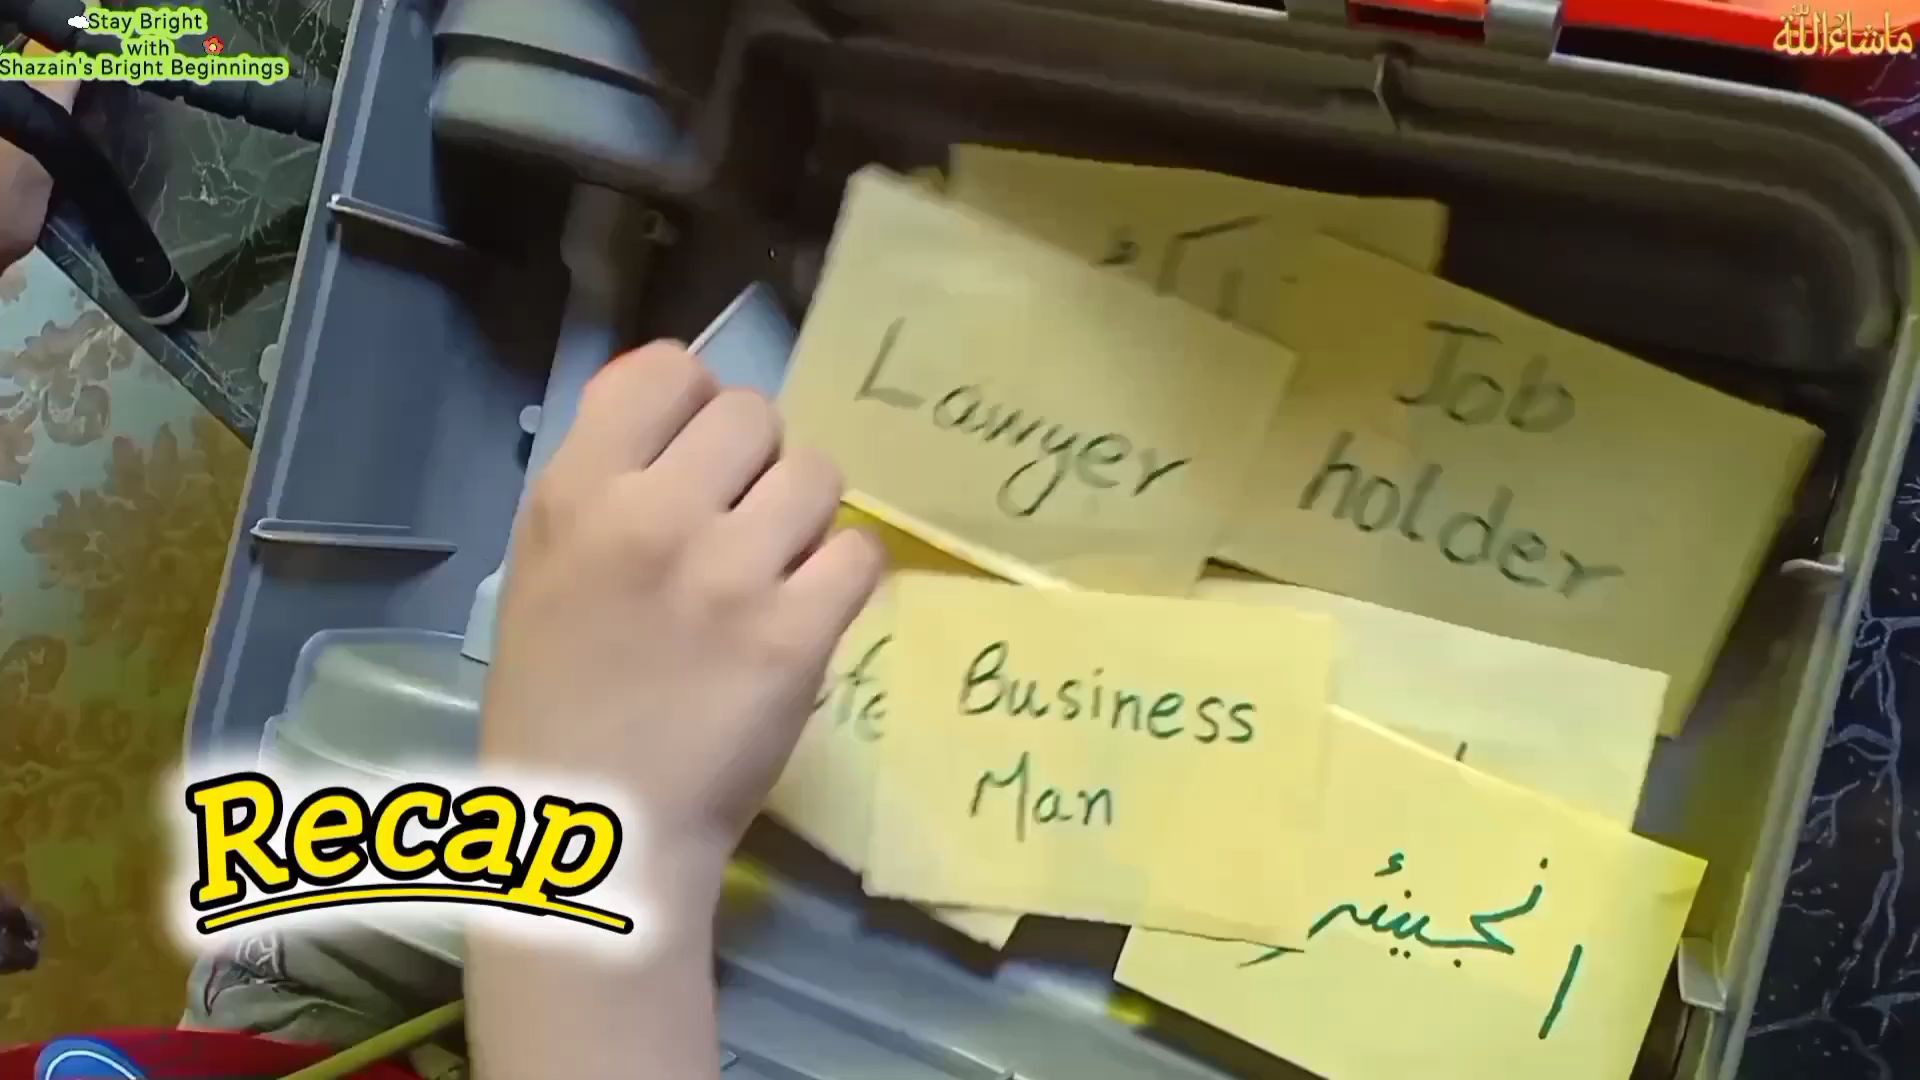 Stay Bright
with
Shazain's Bright Beginnings
ماشاءاللہ
Lawyer
Job
holder
Business
Man
انجینئر
Recap